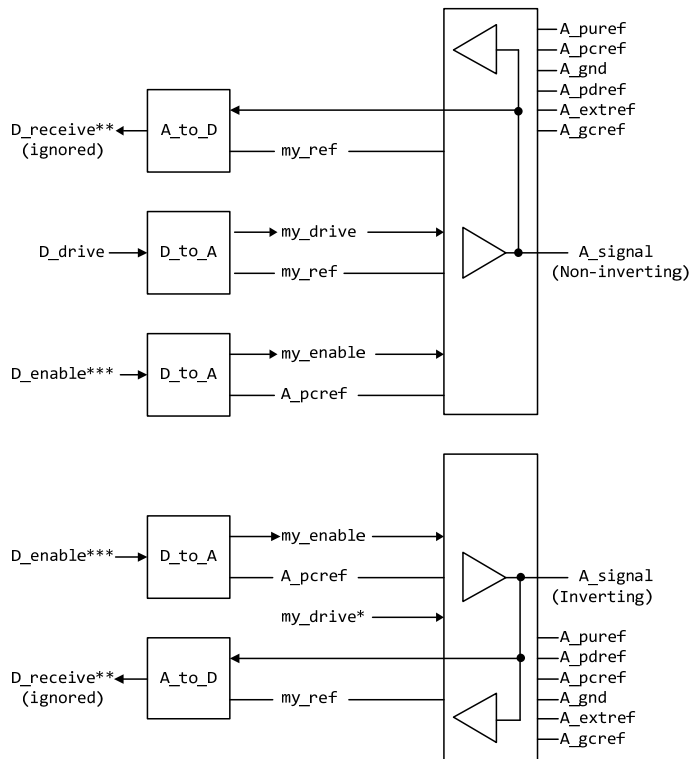 A_puref
A_pcref
A_gnd
A_pdref
A_extref
A_gcref
D_receive**
(ignored)
A_to_D
my_ref
D_drive
D_to_A
my_drive
my_ref
A_signal
(Non-inverting)
D_enable***
D_to_A
my_enable
A_pcref
D_enable***
D_to_A
my_enable
A_pcref
my_drive*
A_signal
(Inverting)
D_receive**
(ignored)
A_to_D
my_ref
A_puref
A_pdref
A_pcref
A_gnd
A_extref
A_gcref